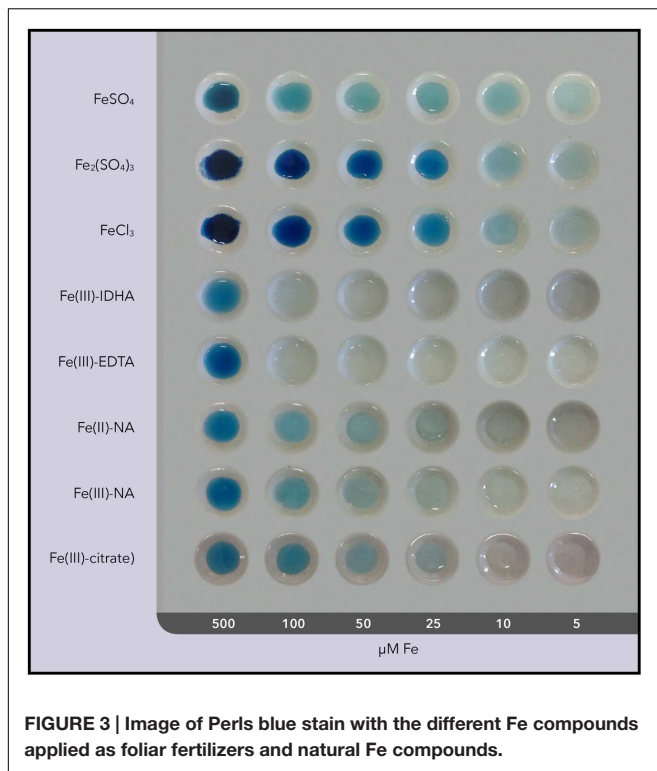 FeSO₄
Fe₂(SO₄)₃
FeCl₃
Fe(III)-IDHA
Fe(III)-EDTA
Fe(II)-NA
Fe(III)-NA
Fe(III)-citrate)
500 100 50 25 10 5
µM Fe
FIGURE 3 | Image of Perls blue stain with the different Fe compounds
applied as foliar fertilizers and natural Fe compounds.